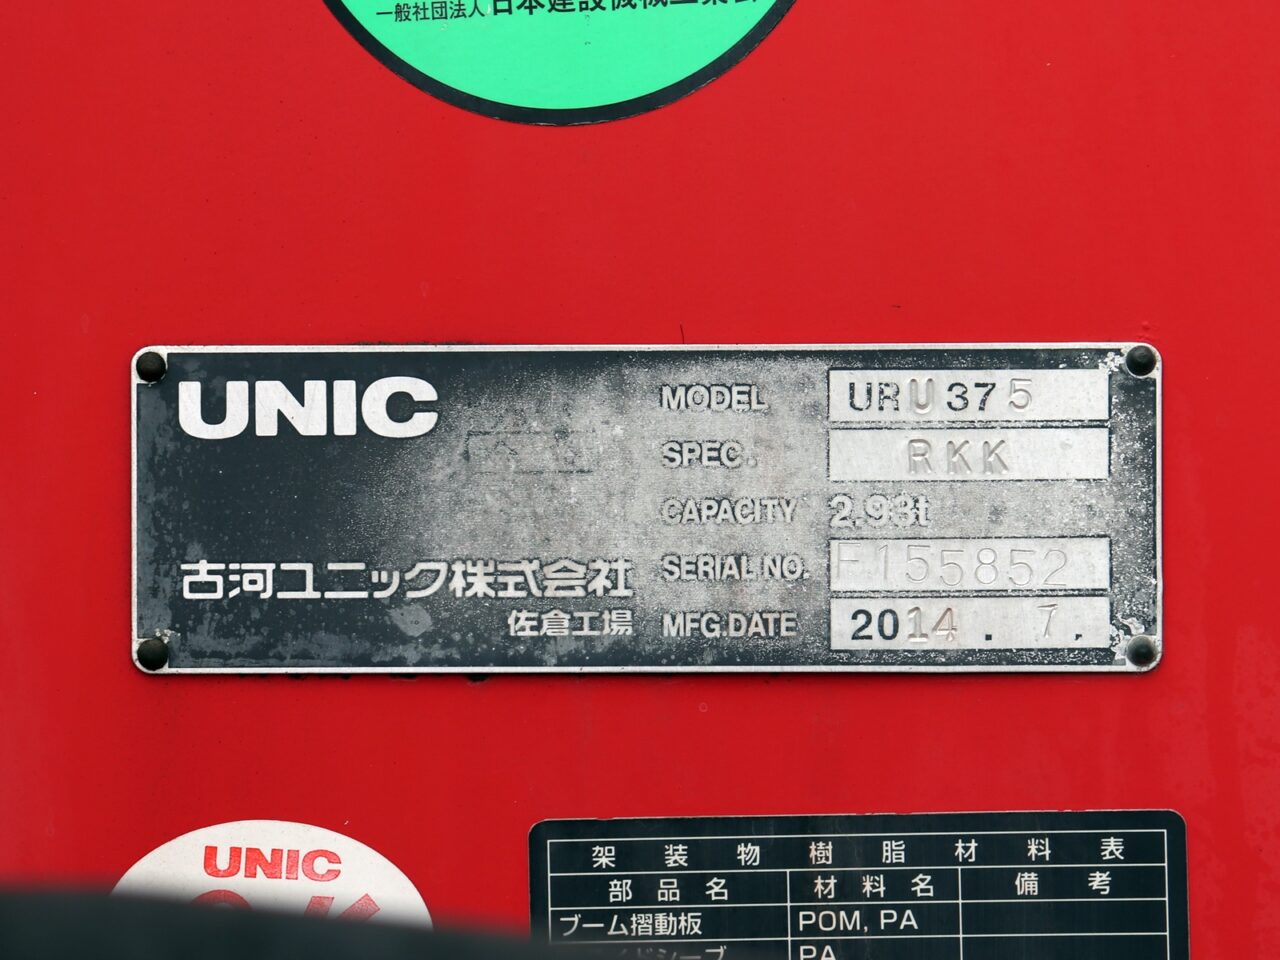 一般社団法人 日本建設機械工業会
UNIC
MODEL URU375
SPEC. RKK
CAPACITY 2.93t
SERIAL NO. F155852
古河ユニック株式会社
佐倉工場
MFG.DATE 2014.7.
UNIC
架装物樹脂材料表
部品名 材料名 備考
ブーム摺動板 POM, PA
PA